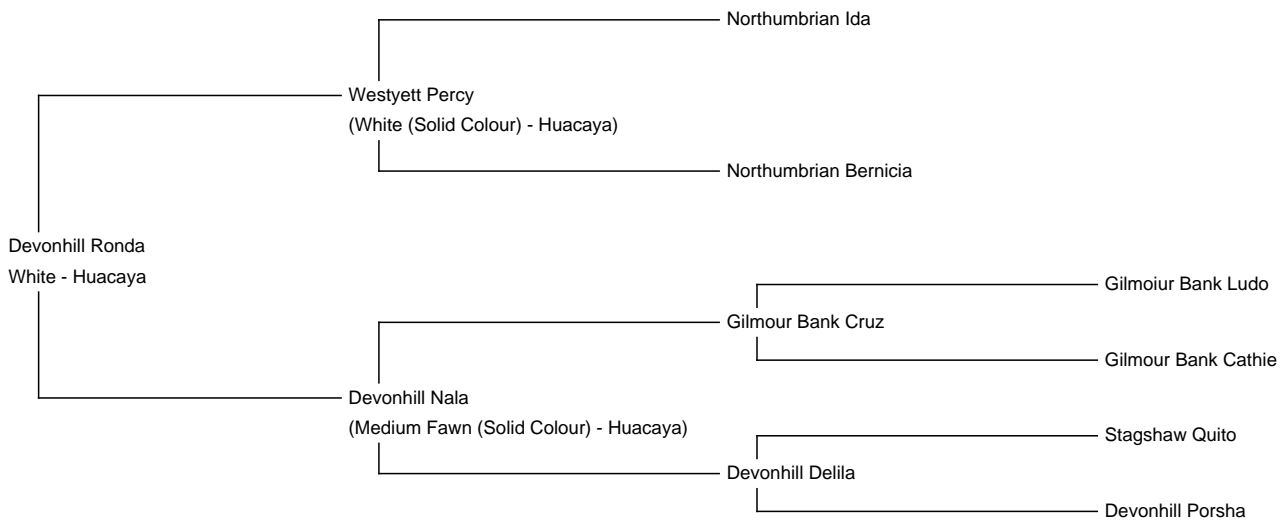 Northumbrian Ida
Westyett Percy
(White (Solid Colour) - Huacaya)
Northumbrian Bernicia
Devonhill Ronda
White - Huacaya
Gilmoiur Bank Ludo
Gilmour Bank Cruz
Gilmour Bank Cathie
Devonhill Nala
(Medium Fawn (Solid Colour) - Huacaya)
Stagshaw Quito
Devonhill Delila
Devonhill Porsha